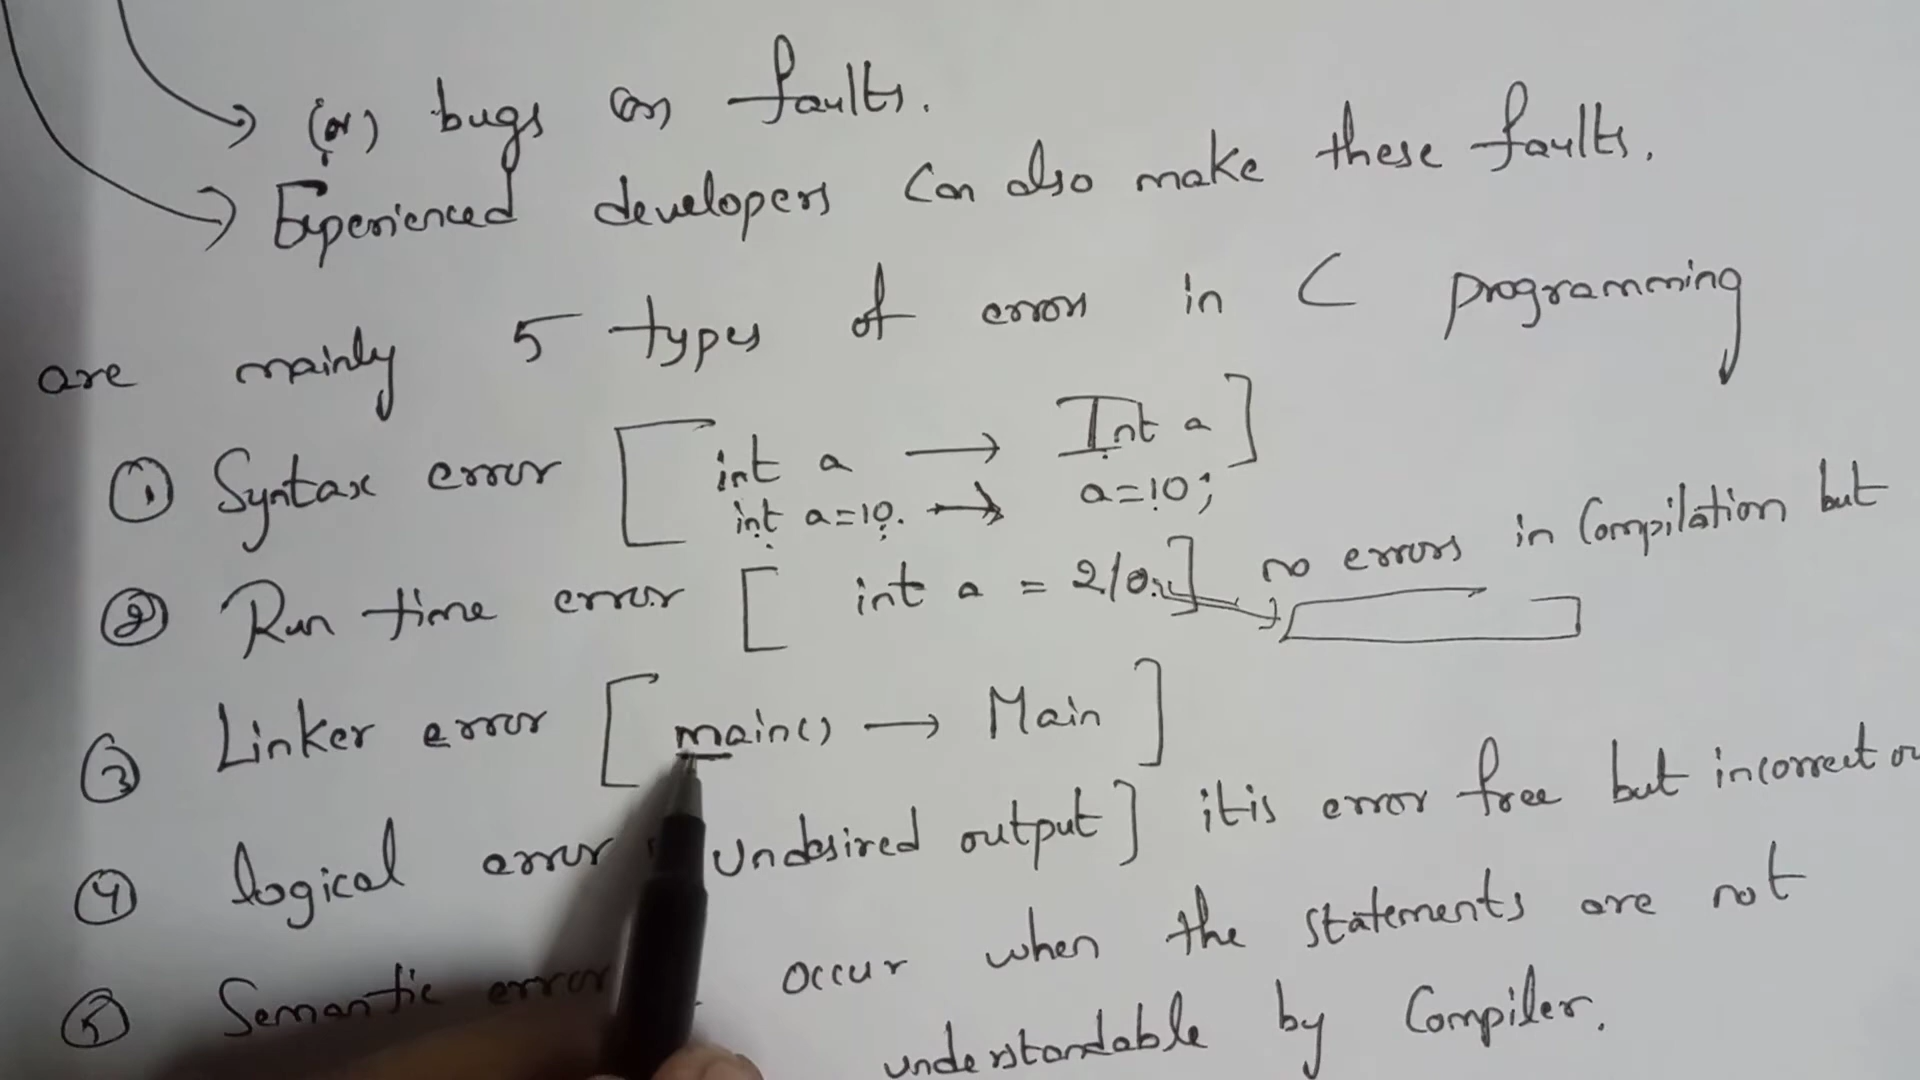 (or) bugs (or) faults.
Experienced developers can also make these faults.
are mainly 5 types of errors in C programming
① Syntax error [ int a → Int a ]
int a=10. → a=10;
② Run time error [ int a = 2/0; ] no errors in Compilation but
③ Linker error [ main() → Main ]
④ logical error undesired output ] it is error free but incorrect ou
⑤ Semantic error occur when the statements are not
understandable by Compiler.